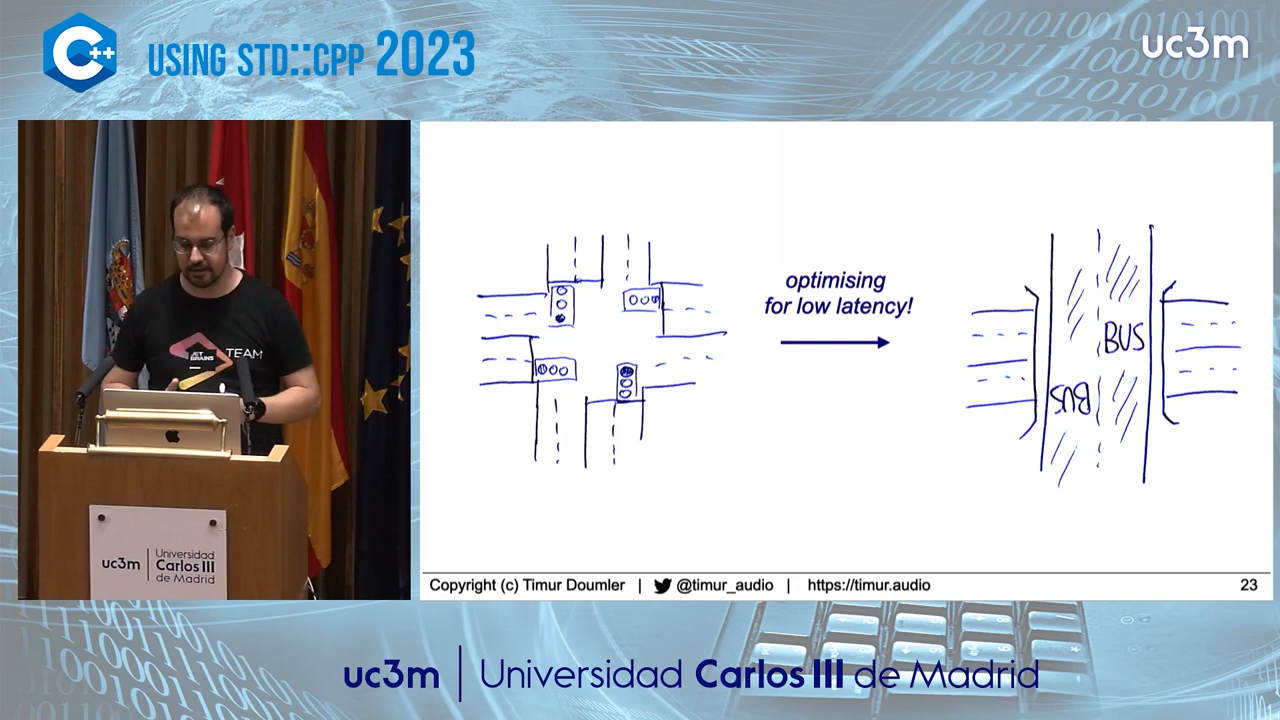 C++
USING STD::CPP 2023
uc3m
JET
BRAINS
TEAM
uc3m
Universidad
Carlos III
de Madrid
optimising
for low latency!
BUS
BUS
Copyright (c) Timur Doumler | @timur_audio | https://timur.audio
23
uc3m | Universidad Carlos III de Madrid